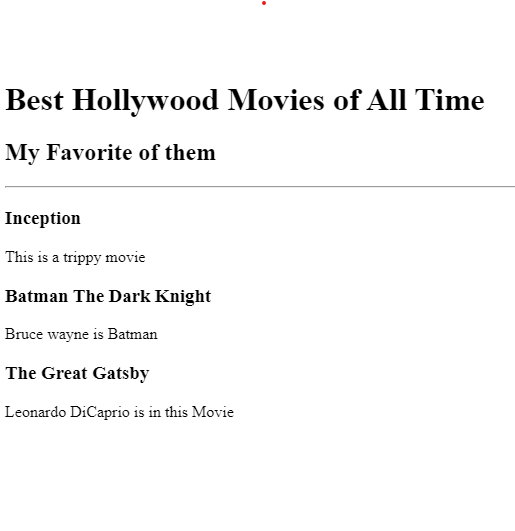 Best Hollywood Movies of All Time
My Favorite of them
Inception
This is a trippy movie
Batman The Dark Knight
Bruce wayne is Batman
The Great Gatsby
Leonardo DiCaprio is in this Movie